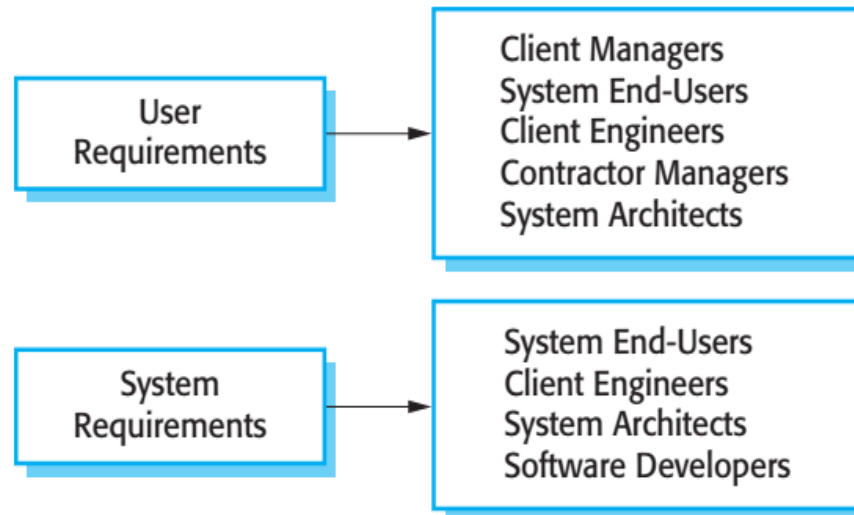 User
Requirements
Client Managers
System End-Users
Client Engineers
Contractor Managers
System Architects
System
Requirements
System End-Users
Client Engineers
System Architects
Software Developers